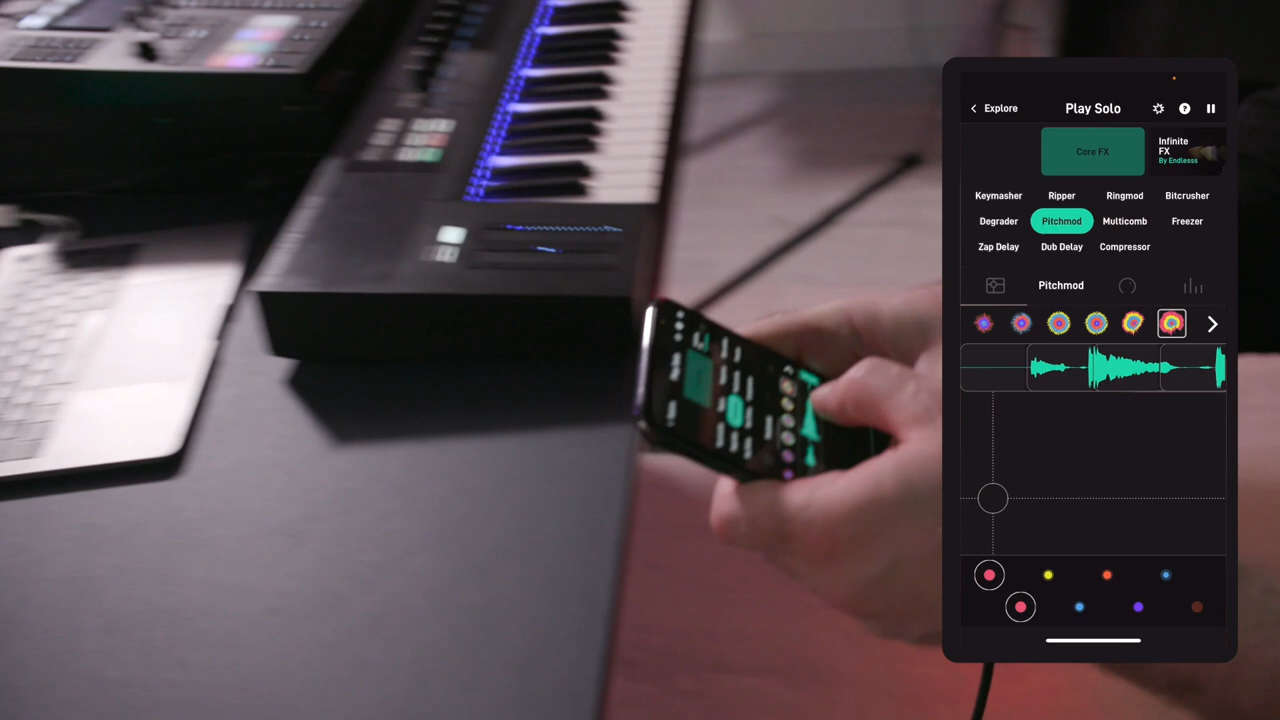 Explore
Play Solo
?
Core FX
Infinite
FX
By Endlesss
Keymasher
Ripper
Ringmod
Bitcrusher
Degrader
Pitchmod
Multicomb
Freezer
Zap Delay
Dub Delay
Compressor
Pitchmod